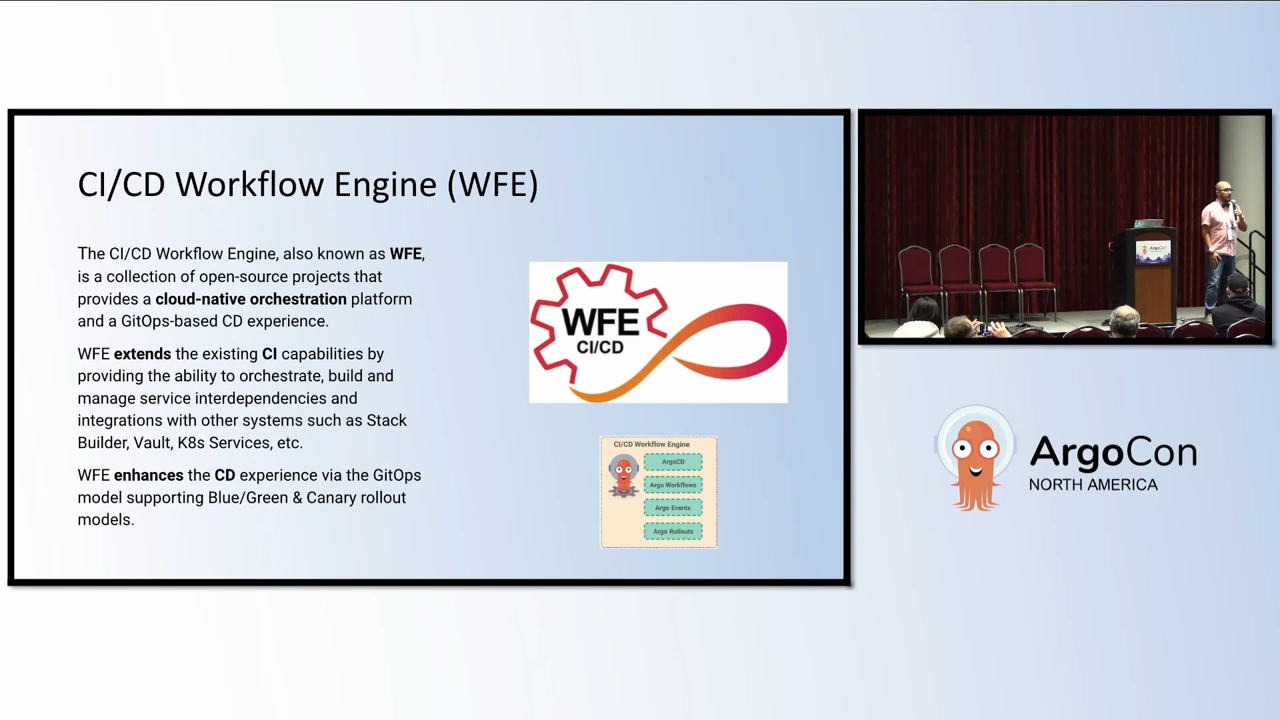 CI/CD Workflow Engine (WFE)
The CI/CD Workflow Engine, also known as WFE,
is a collection of open-source projects that
provides a cloud-native orchestration platform
and a GitOps-based CD experience.
WFE extends the existing CI capabilities by
providing the ability to orchestrate, build and
manage service interdependencies and
integrations with other systems such as Stack
Builder, Vault, K8s Services, etc.
WFE enhances the CD experience via the GitOps
model supporting Blue/Green & Canary rollout
models.
WFE
CI/CD
CI/CD Workflow Engine
ArgoCD
Argo Workflows
Argo Events
Argo Rollouts
ArgoCon
ArgoCon
NORTH AMERICA